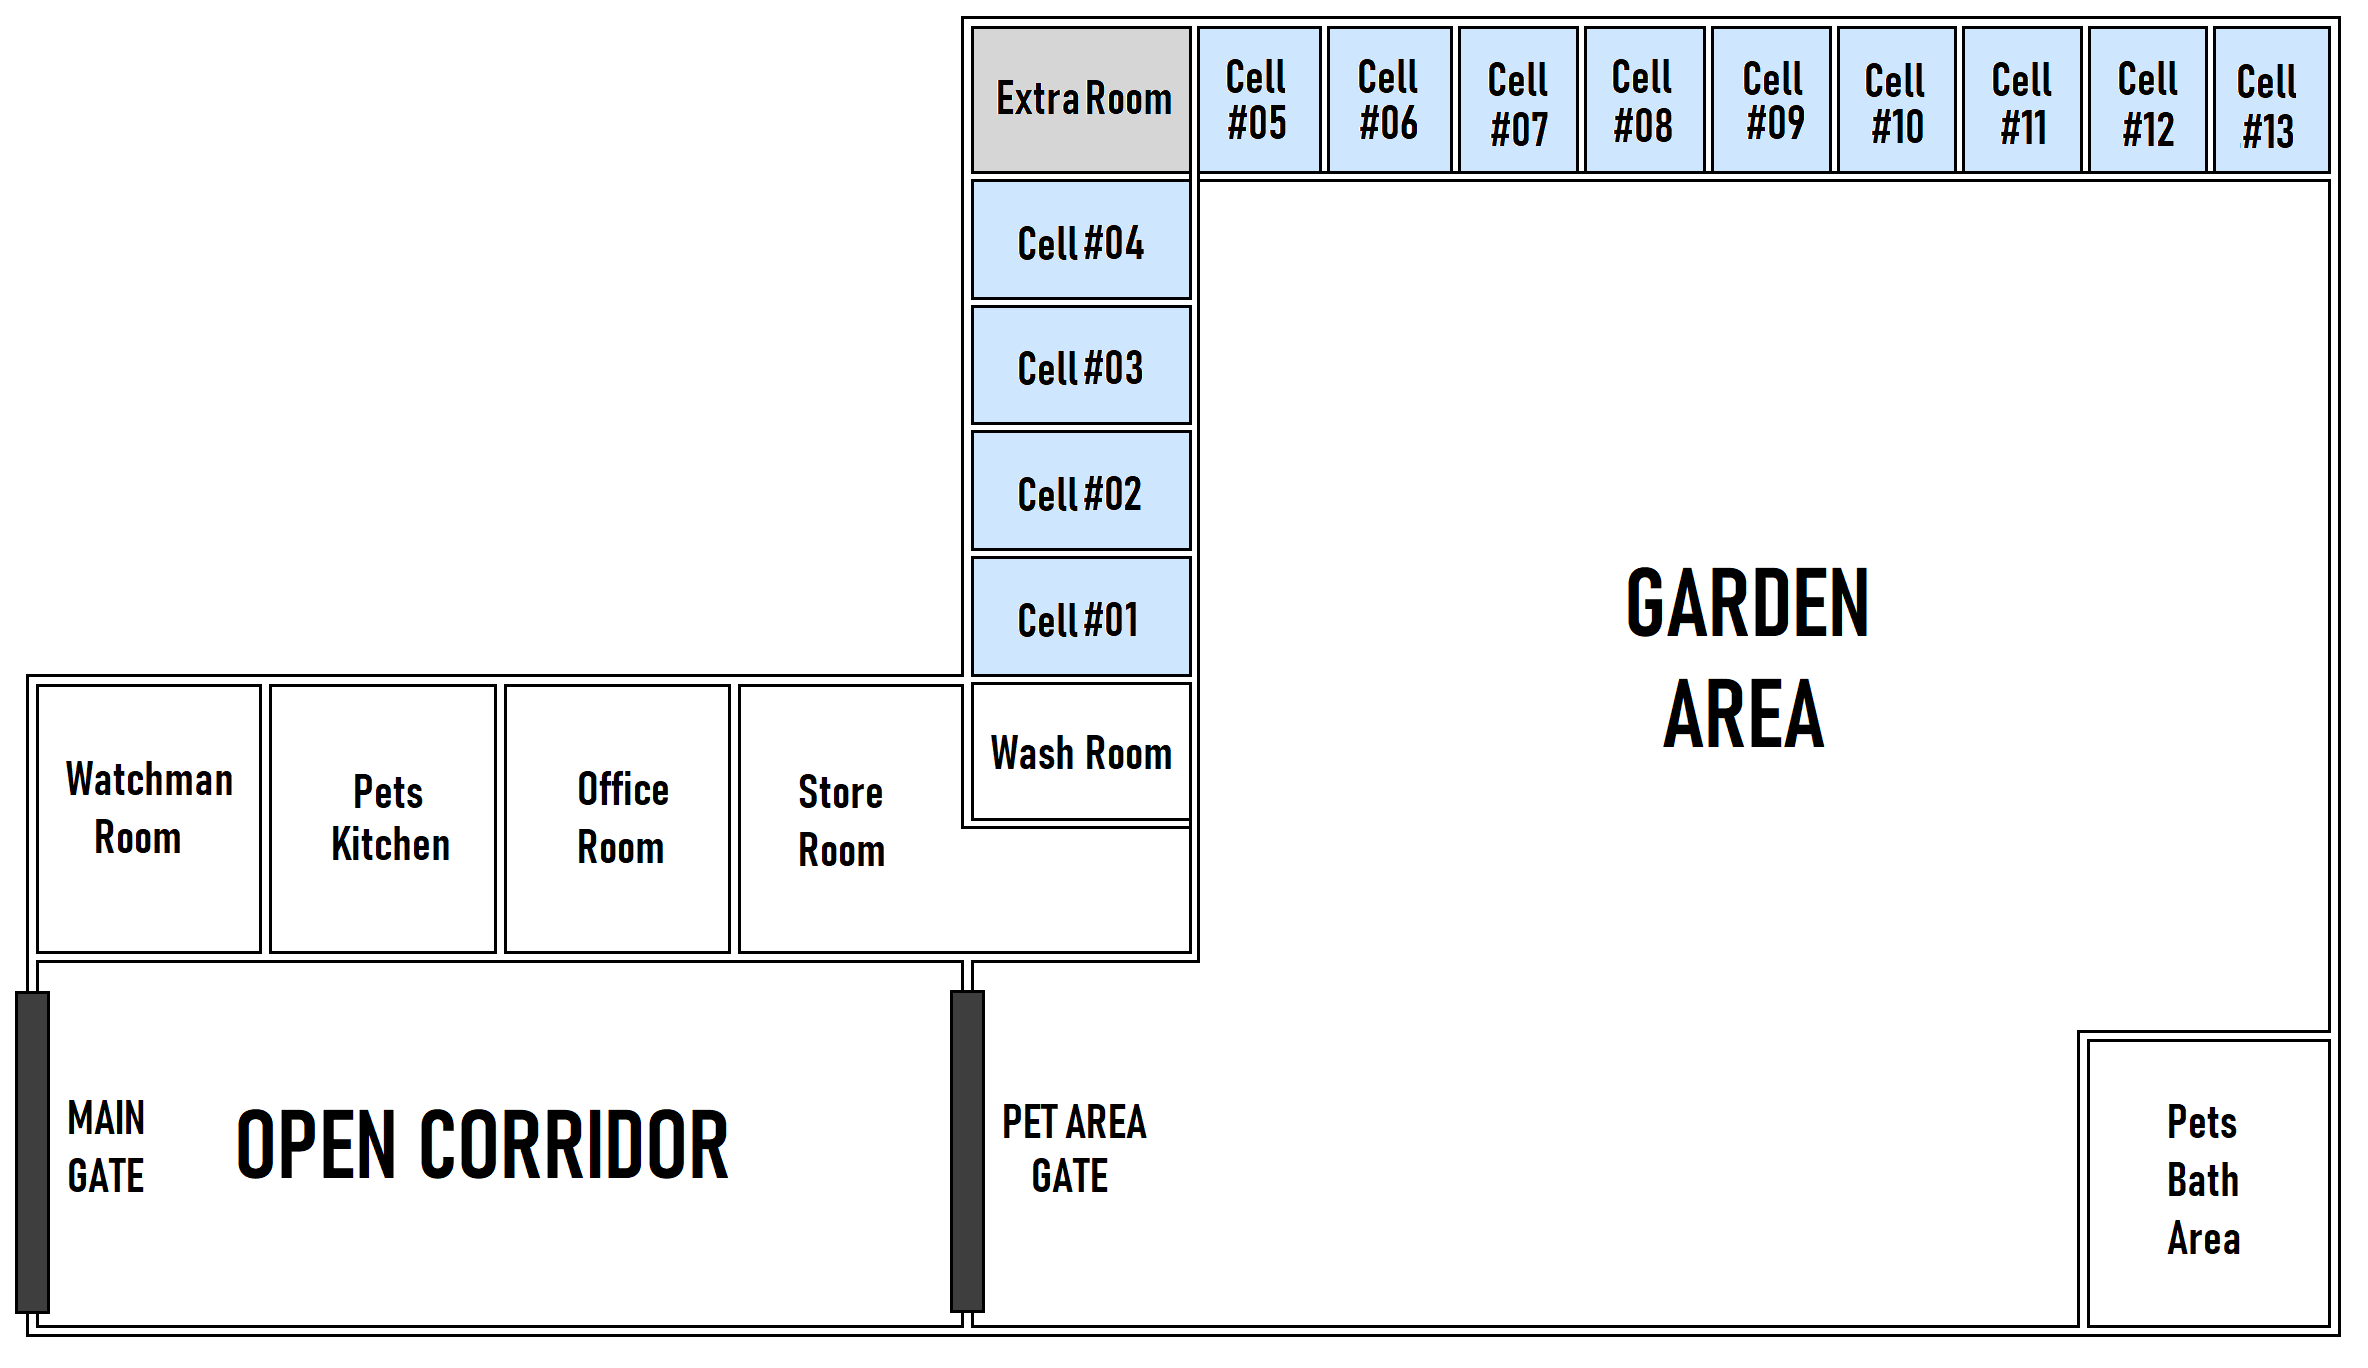 Extra Room
Cell
#05
Cell
#06
Cell
#07
Cell
#08
Cell
#09
Cell
#10
Cell
#11
Cell
#12
Cell
#13
Cell #04
Cell #03
Cell #02
Cell #01
Wash Room
GARDEN
AREA
Watchman
Room
Pets
Kitchen
Office
Room
Store
Room
MAIN
GATE
OPEN CORRIDOR
PET AREA
GATE
Pets
Bath
Area